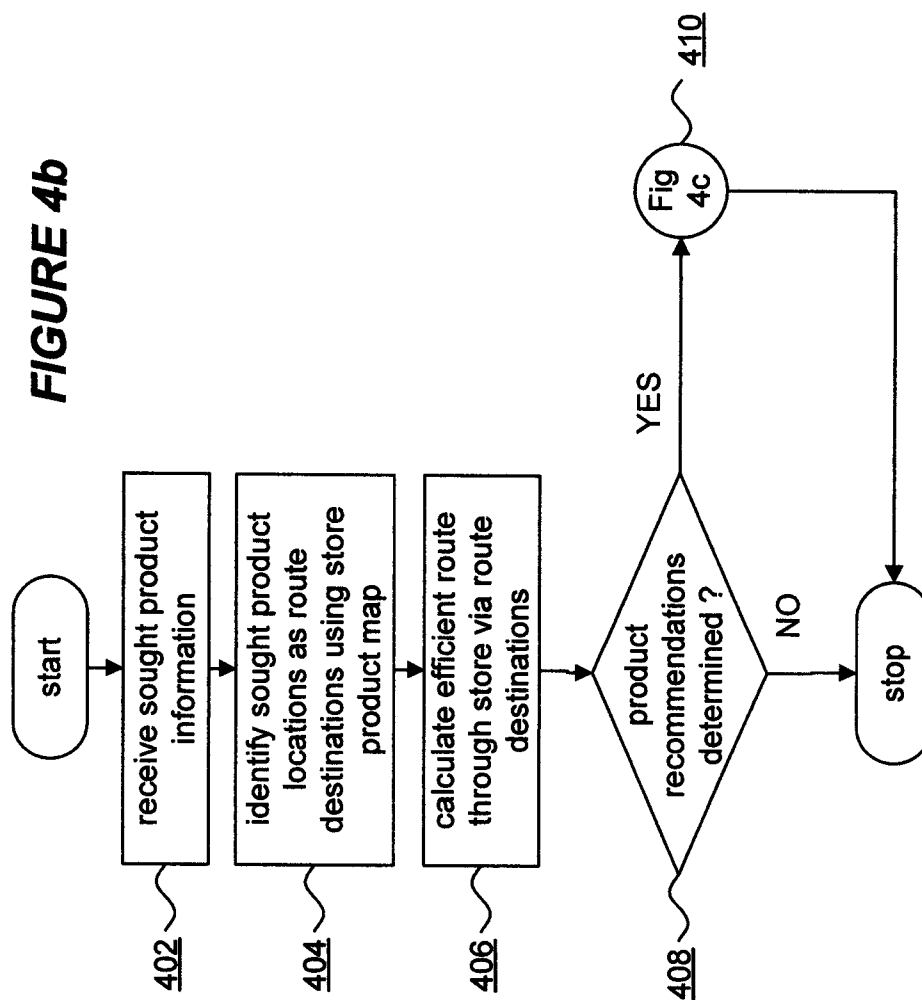 FIGURE 4b
start
receive sought product
information
402
identify sought product
locations as route
destinations using store
product map
404
calculate efficient route
through store via route
destinations
406
product
recommendations
determined ?
408
YES
NO
Fig
4c
410
stop